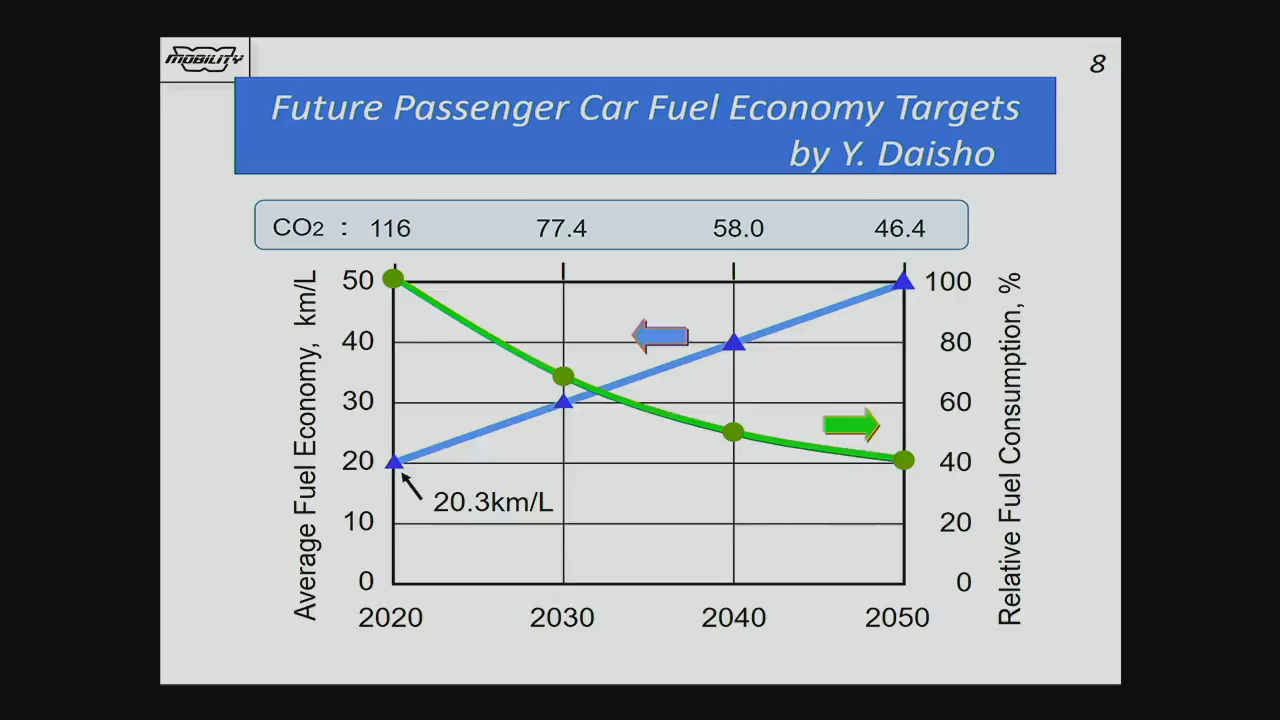 MOBILITY
8
Future Passenger Car Fuel Economy Targets
by Y. Daisho
CO2 : 116 77.4 58.0 46.4
Average Fuel Economy, km/L
50
40
30
20
10
0
20.3km/L
100
80
60
40
20
0
Relative Fuel Consumption, %
2020 2030 2040 2050